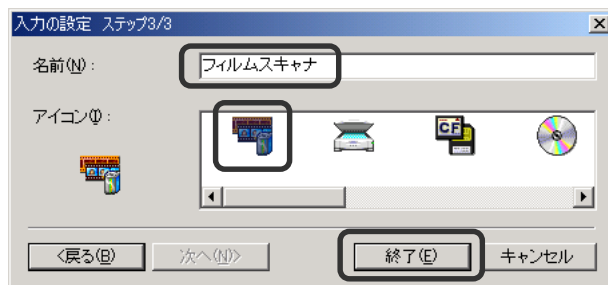 入力の設定 ステップ3/3
名前(N):
フィルムスキャナ
アイコン(I):
CF
<戻る(B)
次へ(N)>
終了(E)
キャンセル